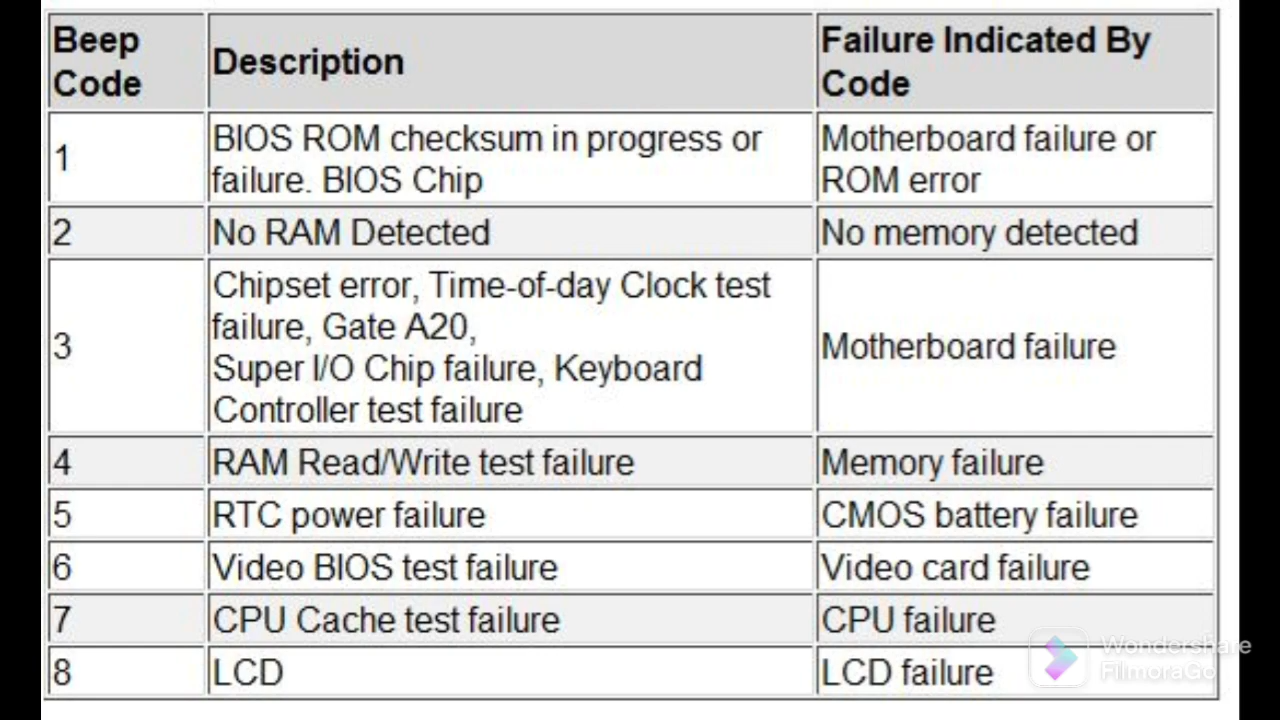 Beep
Code
Description
Failure Indicated By
Code
1
BIOS ROM checksum in progress or
failure. BIOS Chip
Motherboard failure or
ROM error
2
No RAM Detected
No memory detected
3
Chipset error, Time-of-day Clock test
failure, Gate A20,
Super I/O Chip failure, Keyboard
Controller test failure
Motherboard failure
4
RAM Read/Write test failure
Memory failure
5
RTC power failure
CMOS battery failure
6
Video BIOS test failure
Video card failure
7
CPU Cache test failure
CPU failure
8
LCD
LCD failure
Wondershare
FilmoraGo